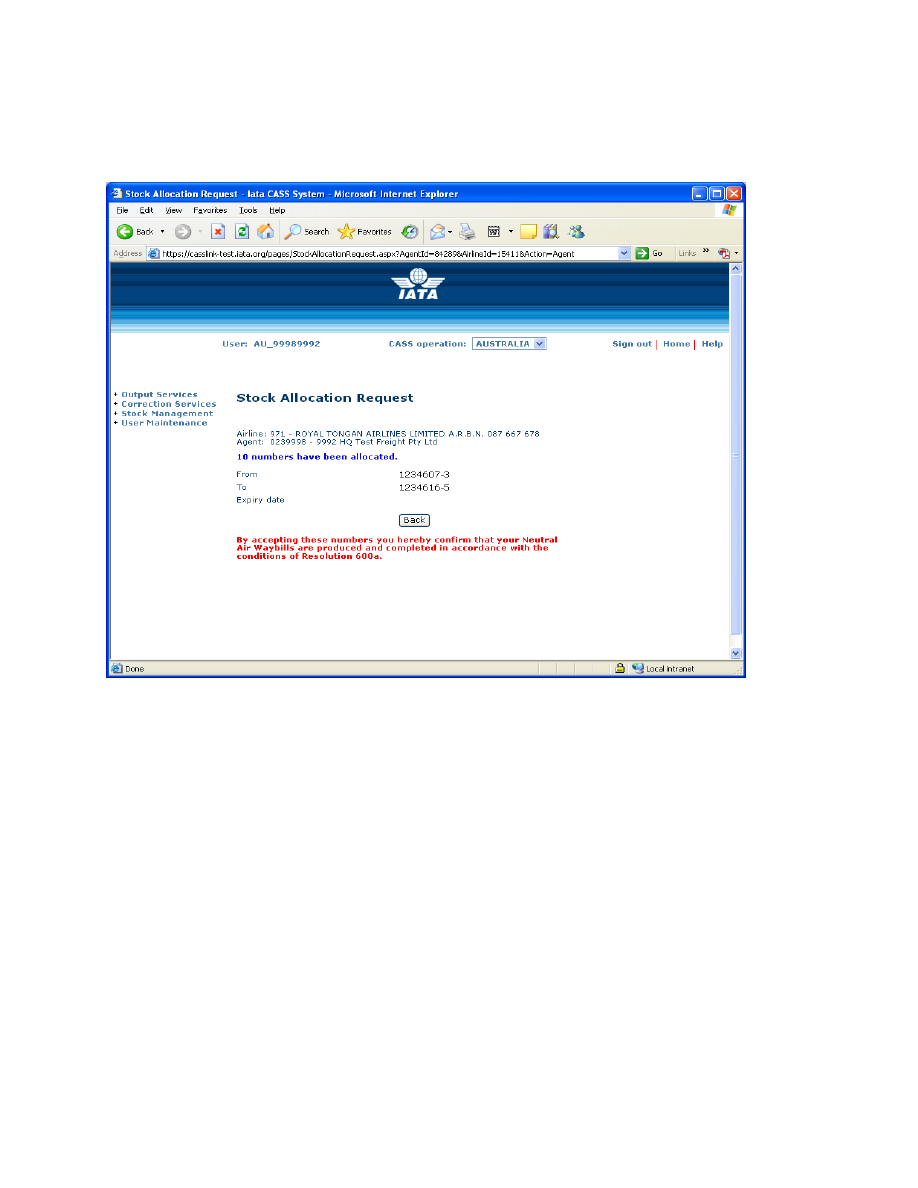 Stock Allocation Request - Iata CASS System - Microsoft Internet Explorer
File Edit View Favorites Tools Help
Back Search Favorites
Address https://casslink-test.iata.org/pages/StockAllocationRequest.aspx?AgentId=84289&AirlineId=15411&Action=Agent Go Links »
IATA
User: AU_99989992 CASS operation: AUSTRALIA Sign out | Home | Help
+ Output Services
+ Correction Services
+ Stock Management
+ User Maintenance
Stock Allocation Request
Airline: 971 - ROYAL TONGAN AIRLINES LIMITED A.R.B.N. 087 667 678
Agent: 0239998 - 9992 HQ Test Freight Pty Ltd
10 numbers have been allocated.
From 1234607-3
To 1234616-5
Expiry date
Back
By accepting these numbers you hereby confirm that your Neutral
Air Waybills are produced and completed in accordance with the
conditions of Resolution 600a.
Done Local intranet